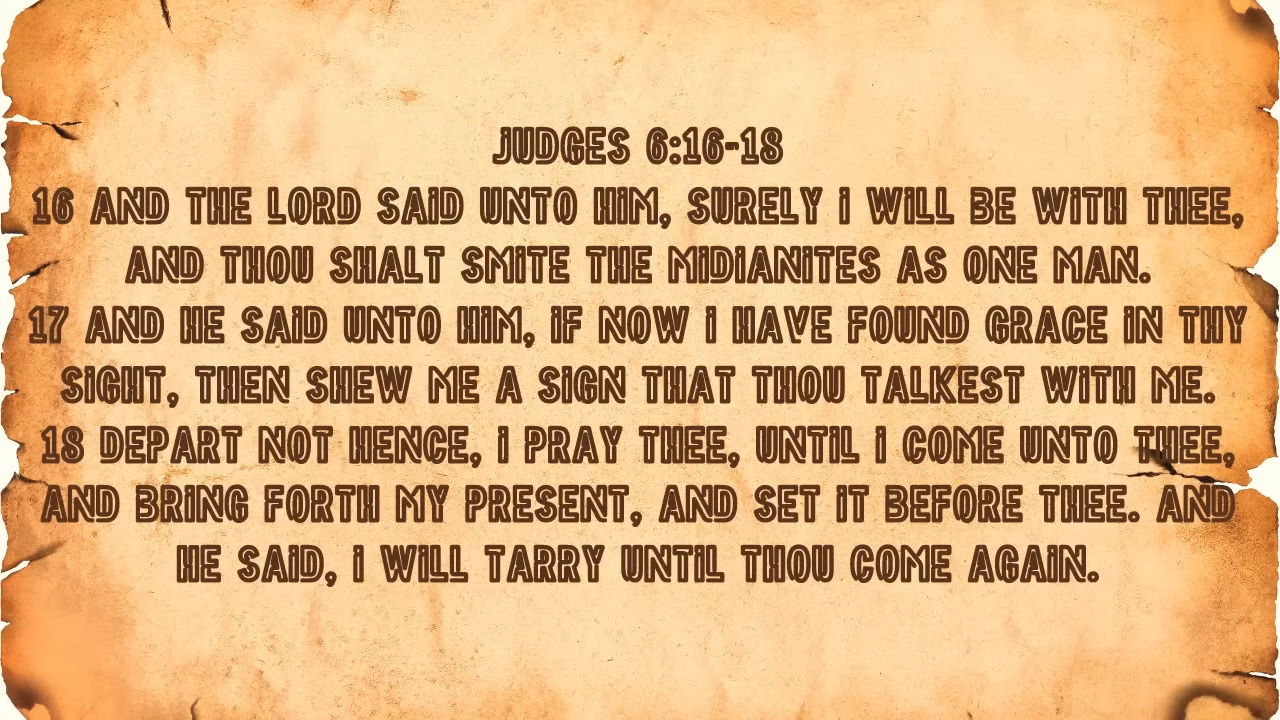 JUDGES 6:16-18
16 AND THE LORD SAiD UNTO HiM, SURELY i WiLL BE WiTH THEE,
AND THOU SHALT SMiTE THE MiDiANiTES AS ONE MAN.
17 AND HE SAiD UNTO HiM, iF NOW i HAVE FOUND GRACE iN THY
SiGHT, THEN SHEW ME A SiGN THAT THOU TALKEST WiTH ME.
18 DEPART NOT HENCE, i PRAY THEE, UNTiL i COME UNTO THEE,
AND BRiNG FORTH MY PRESENT, AND SET iT BEFORE THEE. AND
HE SAiD, i WiLL TARRY UNTiL THOU COME AGAiN.